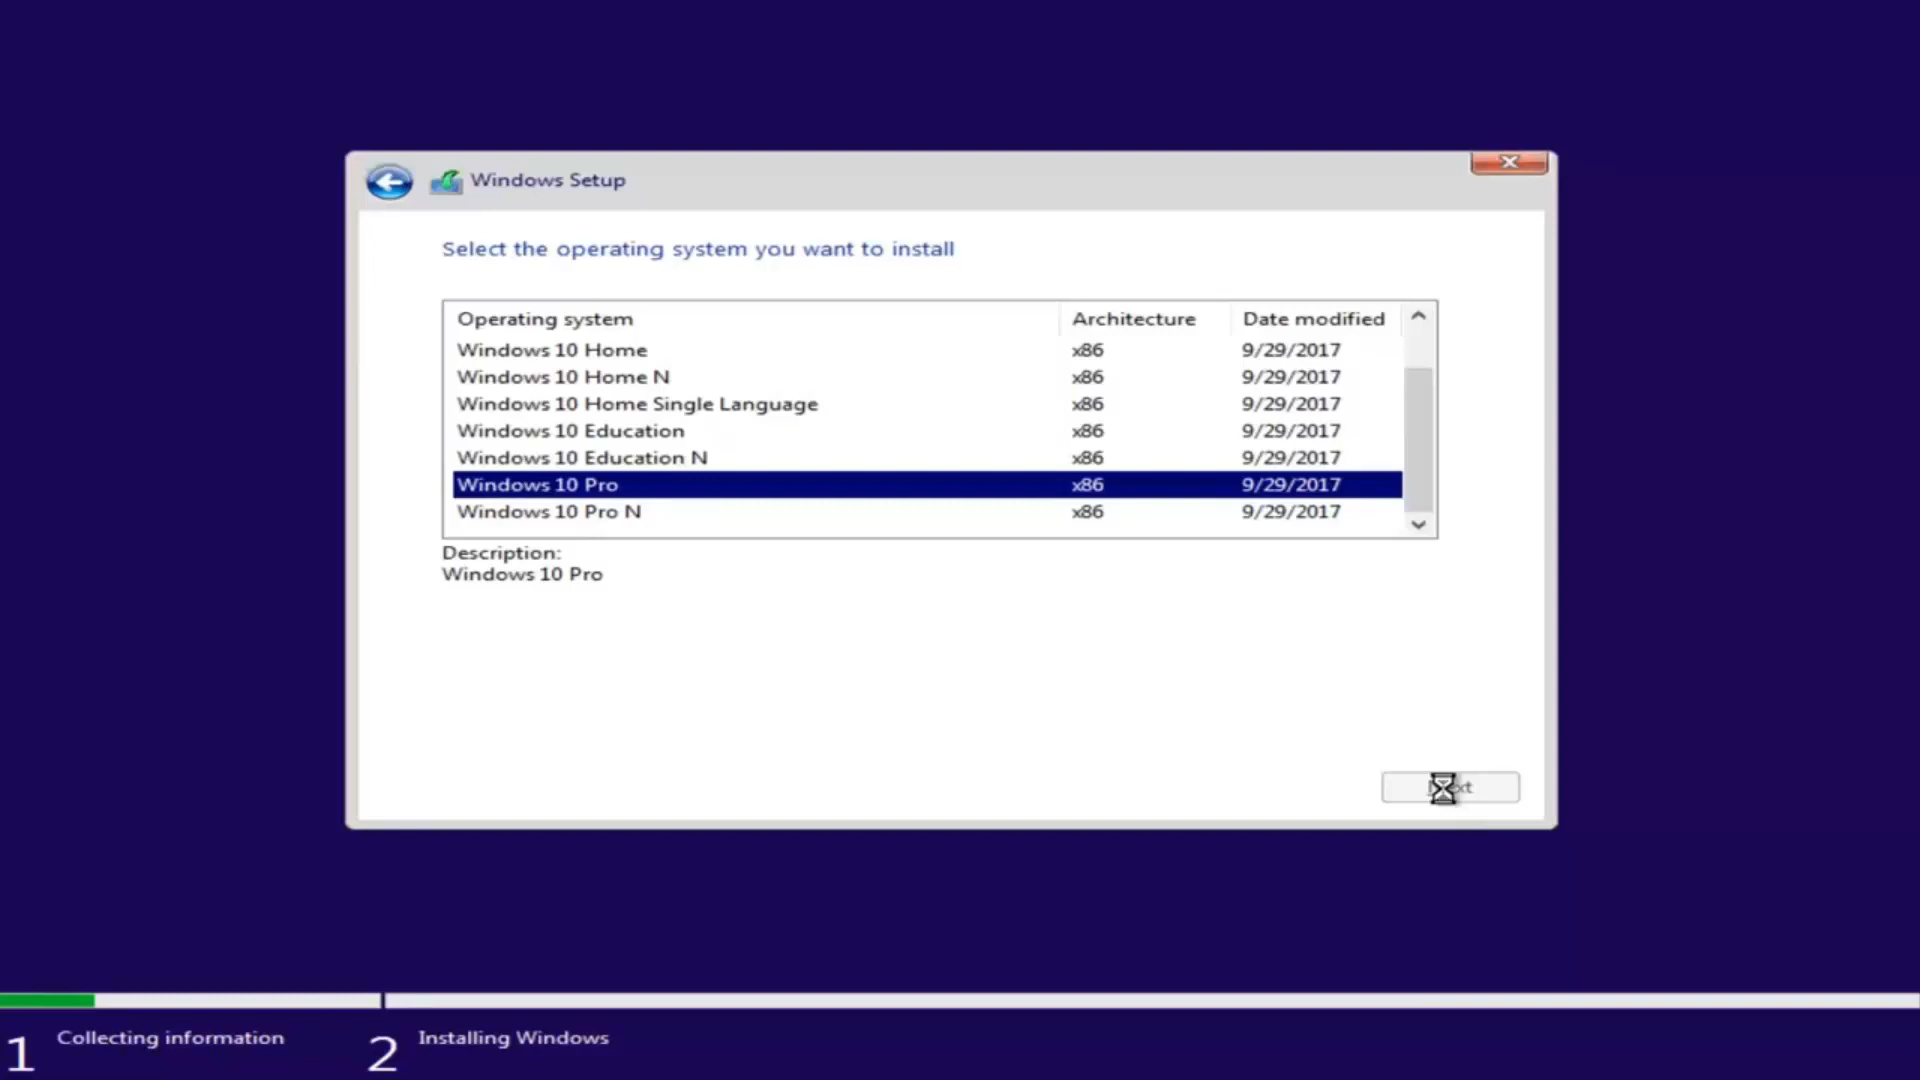 Windows Setup
Select the operating system you want to install
Operating system Architecture Date modified
Windows 10 Home x86 9/29/2017
Windows 10 Home N x86 9/29/2017
Windows 10 Home Single Language x86 9/29/2017
Windows 10 Education x86 9/29/2017
Windows 10 Education N x86 9/29/2017
Windows 10 Pro x86 9/29/2017
Windows 10 Pro N x86 9/29/2017
Description:
Windows 10 Pro
1 Collecting information 2 Installing Windows